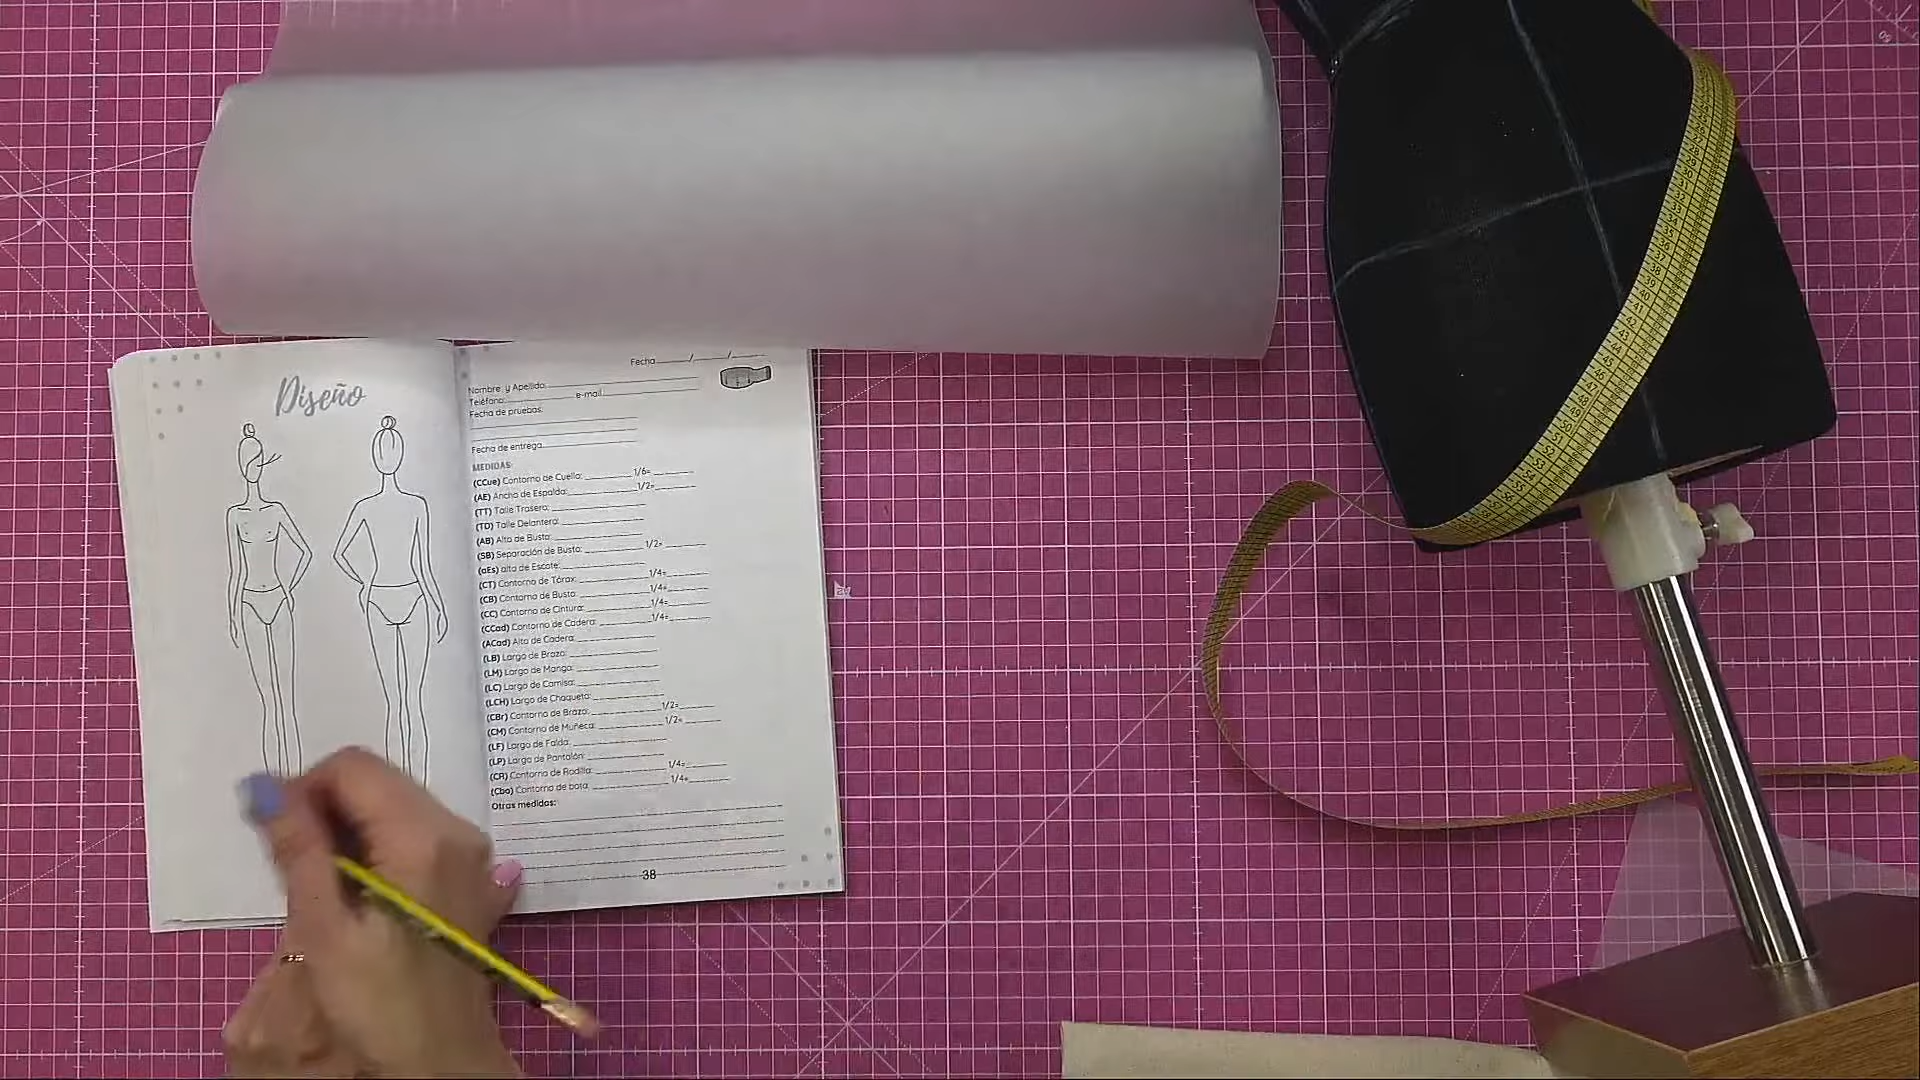 Diseño
Fecha____/____/____
Nombre y Apellido:
Teléfono: e-mail:
Fecha de pruebas:
Fecha de entrega:
MEDIDAS:
(CCue) Contorno de Cuello: 1/6=
(AE) Ancho de Espalda: 1/2=
(TT) Talle Trasero:
(TD) Talle Delantero:
(AB) Alto de Busto:
(SB) Separación de Busto: 1/2=
(aEs) alto de Escote:
(CT) Contorno de Tórax: 1/4=
(CB) Contorno de Busto: 1/4=
(CC) Contorno de Cintura: 1/4=
(CCad) Contorno de Cadera: 1/4=
(ACad) Alto de Cadera:
(LB) Largo de Brazo:
(LM) Largo de Manga:
(LC) Largo de Camisa:
(LCH) Largo de Chaqueta:
(CBr) Contorno de Brazo: 1/2=
(CM) Contorno de Muñeca: 1/2=
(LF) Largo de Falda:
(LP) Largo de Pantalón:
(CR) Contorno de Rodilla: 1/4=
(Cbo) Contorno de bota: 1/4=
Otras medidas:
38